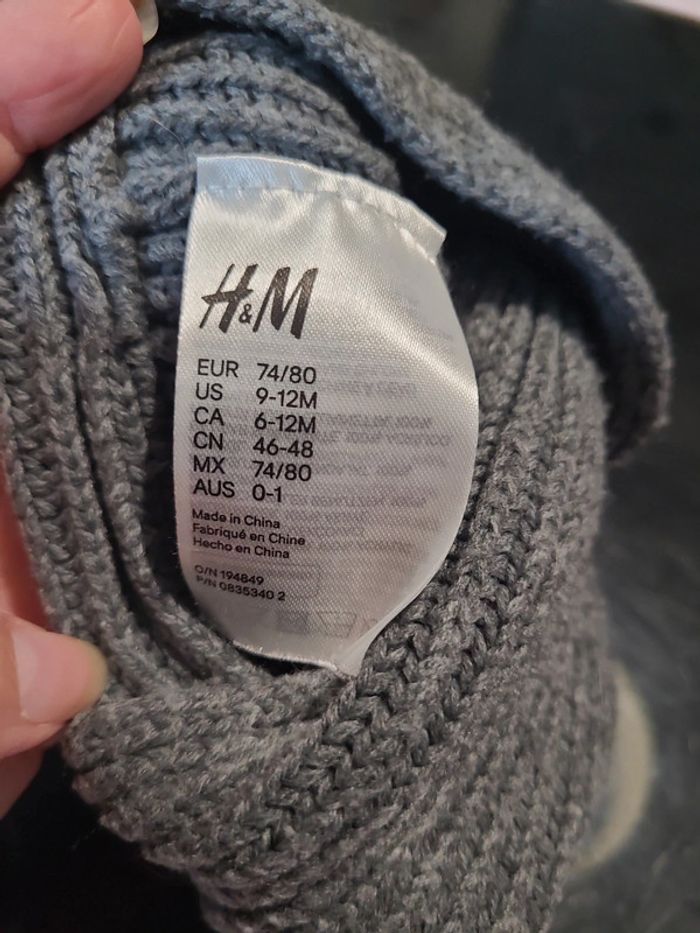 H&M
EUR 74/80
US 9-12M
CA 6-12M
CN 46-48
MX 74/80
AUS 0-1
Made in China
Fabriqué en Chine
Hecho en China
O/N 194849
P/N 0835340 2